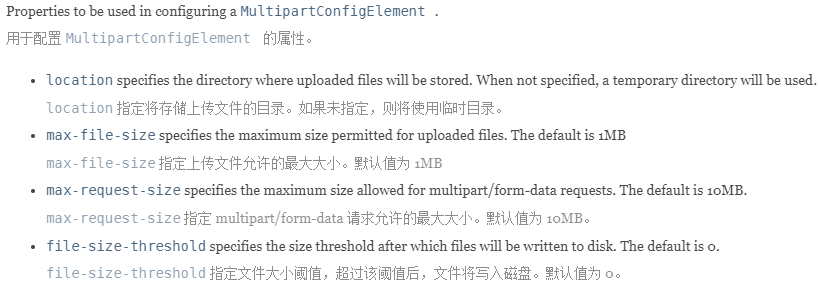 Properties to be used in configuring a MultipartConfigElement .
用于配置 MultipartConfigElement 的属性。
• location specifies the directory where uploaded files will be stored. When not specified, a temporary directory will be used.
location 指定将存储上传文件的目录。如果未指定，则将使用临时目录。
• max-file-size specifies the maximum size permitted for uploaded files. The default is 1MB
max-file-size 指定上传文件允许的最大大小。默认值为 1MB
• max-request-size specifies the maximum size allowed for multipart/form-data requests. The default is 10MB.
max-request-size 指定 multipart/form-data 请求允许的最大大小。默认值为 10MB。
• file-size-threshold specifies the size threshold after which files will be written to disk. The default is 0.
file-size-threshold 指定文件大小阈值，超过该阈值后，文件将写入磁盘。默认值为 0。